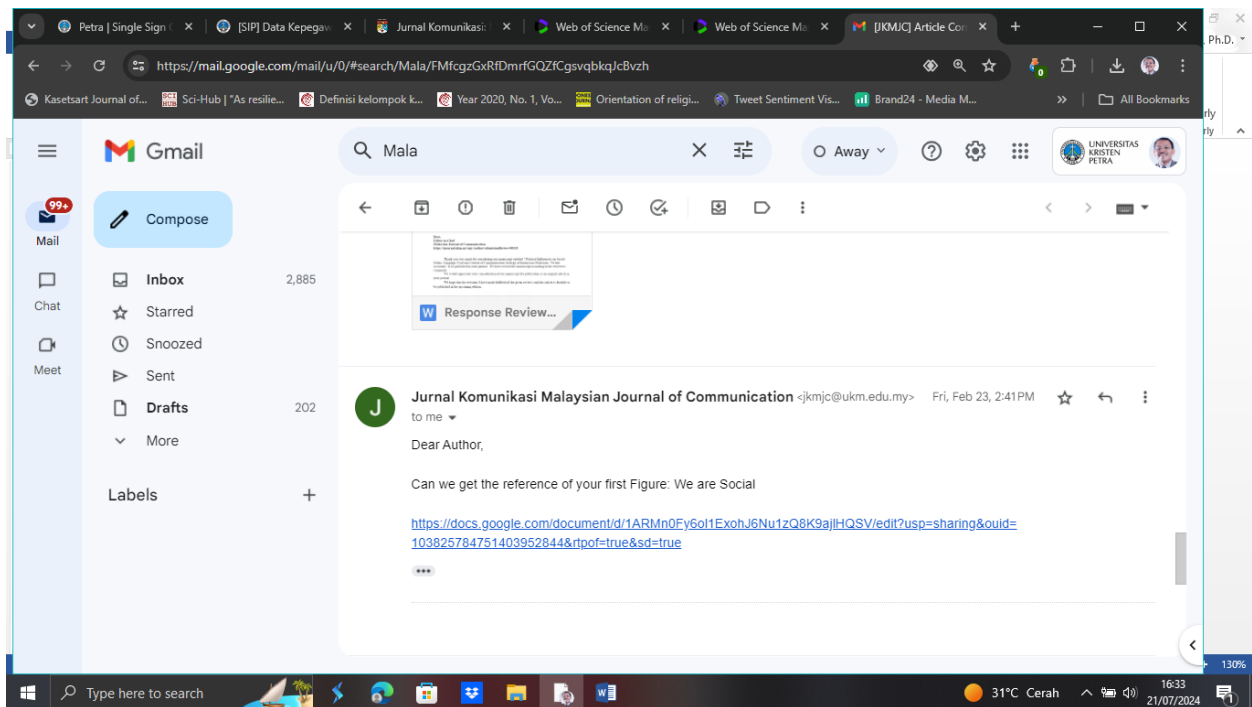 Petra | Single Sign
[SIP] Data Kepegaw
Jurnal Komunikasi:
Web of Science Ma
Web of Science Ma
[JKMJC] Article Con
Ph.D.
https://mail.google.com/mail/u/0/#search/Mala/FMfcgzGxRfDmrfGQZfCgsvqbkqJcBvzh
0
Kasetsart Journal of...
SCI HUB
Sci-Hub | "As resilie...
Definisi kelompok k...
Year 2020, No. 1, Vo...
Orientation of religi...
Tweet Sentiment Vis...
Brand24 - Media M...
»
All Bookmarks
rly
rly
Gmail
Mala
Away
UNIVERSITAS
KRISTEN
PETRA
99+
Mail
Chat
Meet
Compose
Inbox 2,885
Starred
Snoozed
Sent
Drafts 202
More
Labels
W Response Review...
J
Jurnal Komunikasi Malaysian Journal of Communication <jkmjc@ukm.edu.my> Fri, Feb 23, 2:41 PM
to me
Dear Author,
Can we get the reference of your first Figure: We are Social
https://docs.google.com/document/d/1ARMn0Fy6oI1ExohJ6Nu1zQ8K9ajlHQSV/edit?usp=sharing&ouid=
103825784751403952844&rtpof=true&sd=true
130%
Type here to search
31°C Cerah
16:33
21/07/2024
1